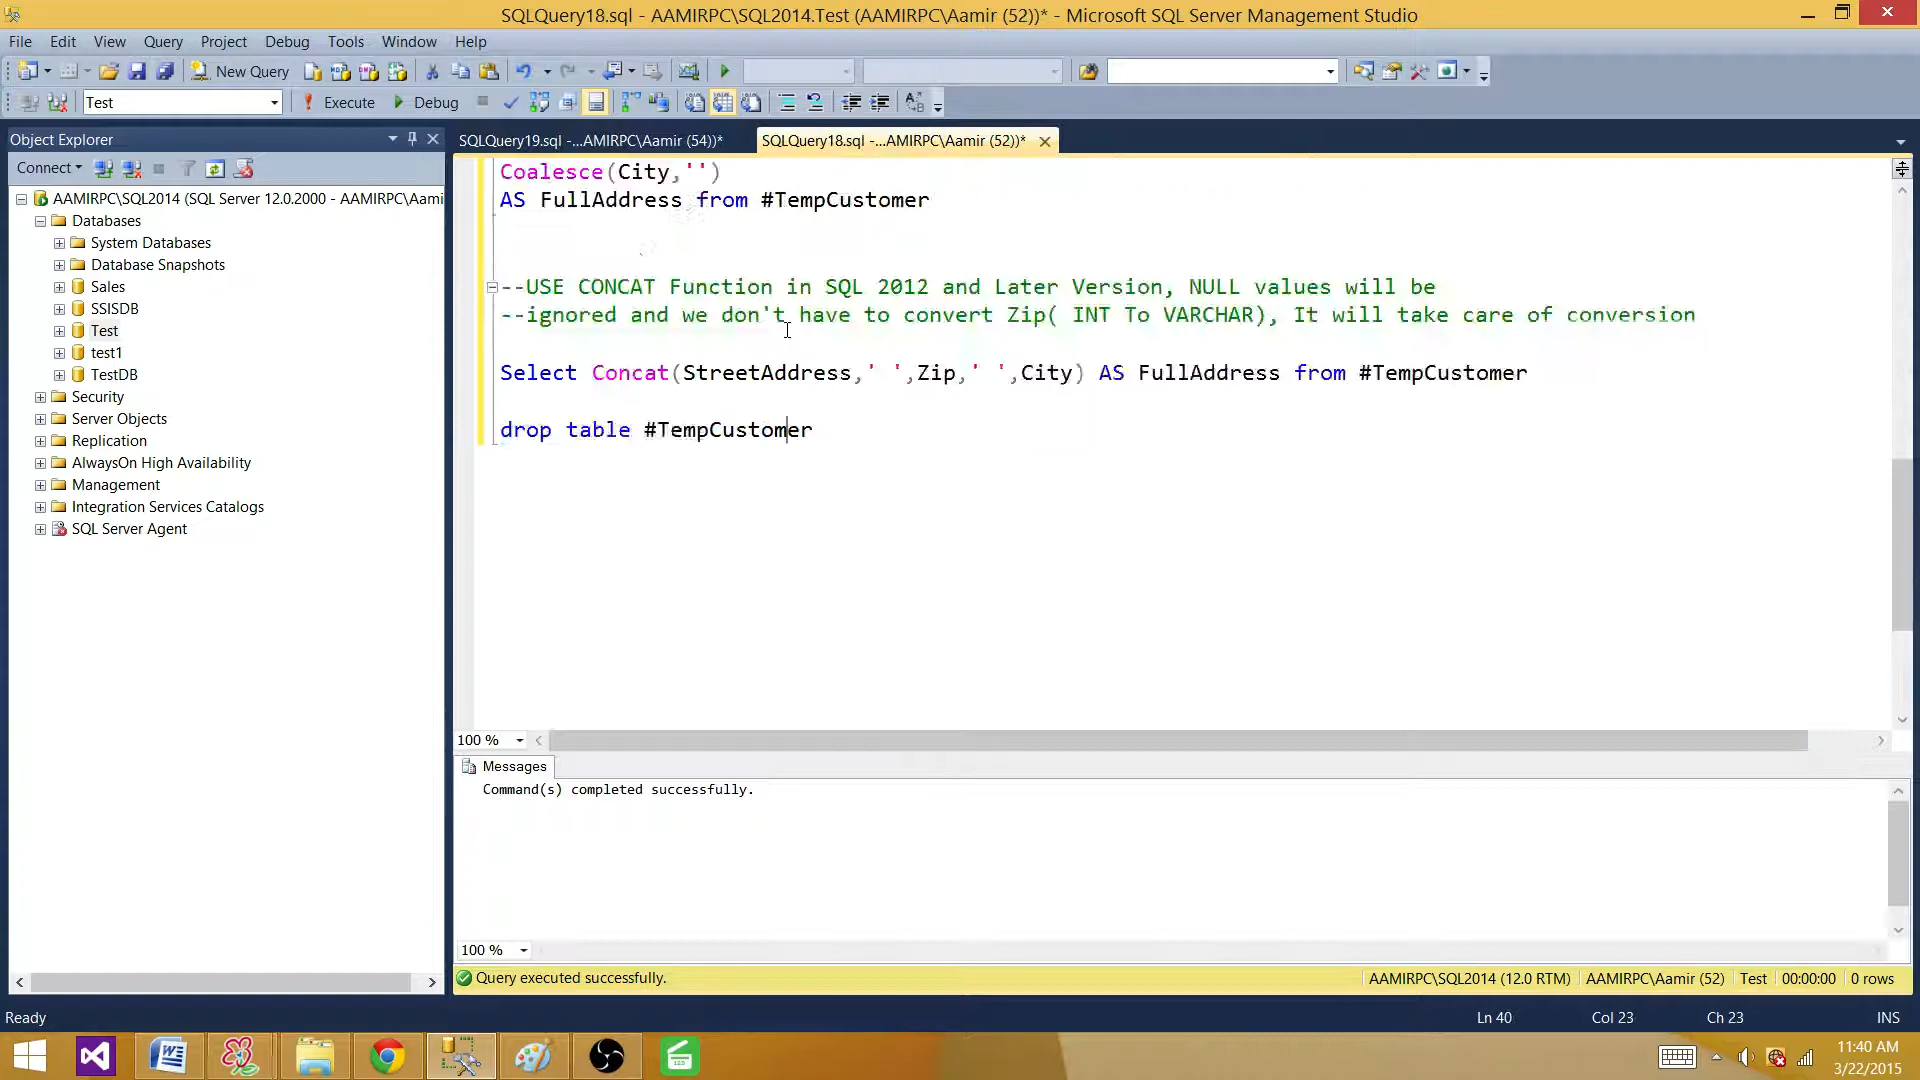 SQLQuery18.sql - AAMIRPC\SQL2014.Test (AAMIRPC\Aamir (52))* - Microsoft SQL Server Management Studio
File Edit View Query Project Debug Tools Window Help
New Query
Test Execute Debug
Object Explorer
Connect
AAMIRPC\SQL2014 (SQL Server 12.0.2000 - AAMIRPC\Aami
Databases
System Databases
Database Snapshots
Sales
SSISDB
Test
test1
TestDB
Security
Server Objects
Replication
AlwaysOn High Availability
Management
Integration Services Catalogs
SQL Server Agent
SQLQuery19.sql -...AMIRPC\Aamir (54))* SQLQuery18.sql -...AMIRPC\Aamir (52))*
Coalesce(City,'')
AS FullAddress from #TempCustomer
--USE CONCAT Function in SQL 2012 and Later Version, NULL values will be
--ignored and we don't have to convert Zip( INT To VARCHAR), It will take care of conversion
Select Concat(StreetAddress,' ',Zip,' ',City) AS FullAddress from #TempCustomer
drop table #TempCustomer
100 %
Messages
Command(s) completed successfully.
100 %
Query executed successfully. AAMIRPC\SQL2014 (12.0 RTM) AAMIRPC\Aamir (52) Test 00:00:00 0 rows
Ready Ln 40 Col 23 Ch 23 INS
11:40 AM
3/22/2015